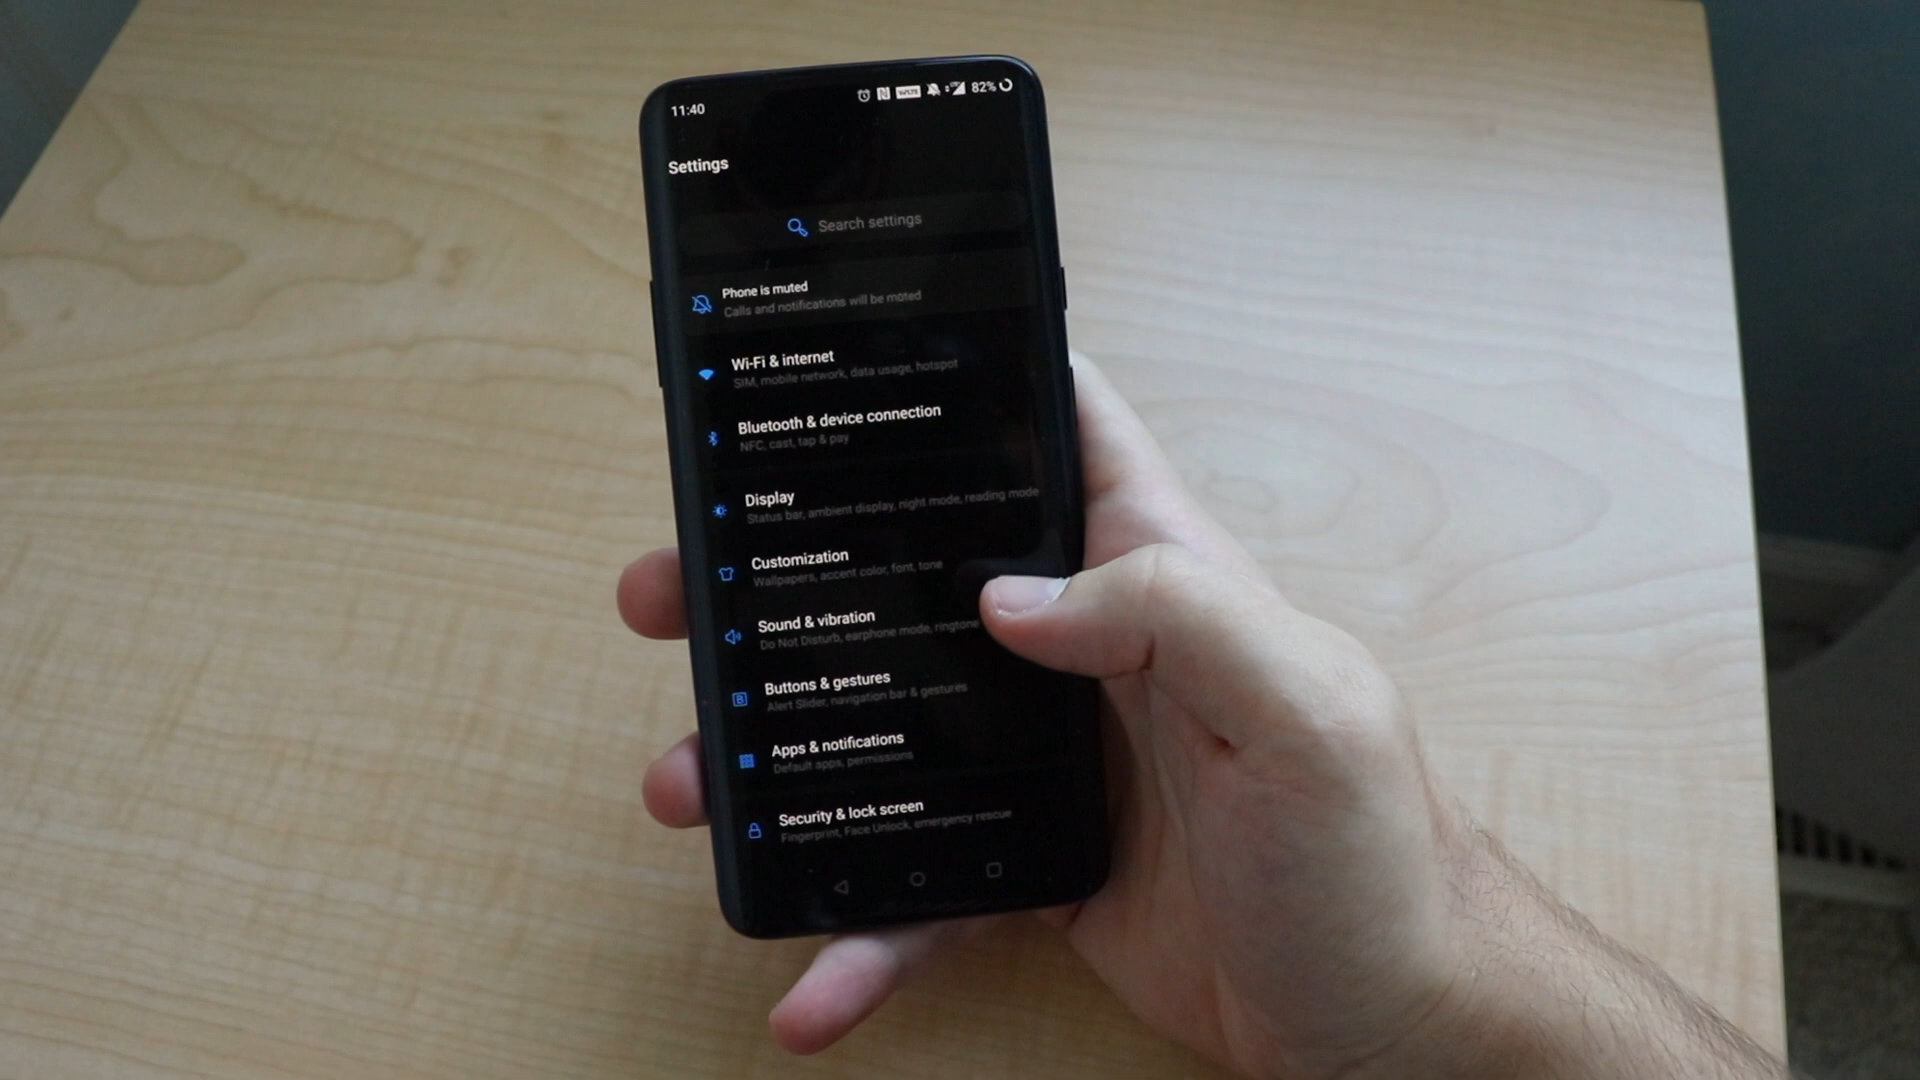 11:40
82%
Settings
Search settings
Phone is muted
Calls and notifications will be muted
Wi-Fi & internet
SIM, mobile network, data usage, hotspot
Bluetooth & device connection
NFC, cast, tap & pay
Display
Status bar, ambient display, night mode, reading mode
Customization
Wallpapers, accent color, font, tone
Sound & vibration
Do Not Disturb, earphone mode, ringtone
Buttons & gestures
Alert Slider, navigation bar & gestures
Apps & notifications
Default apps, permissions
Security & lock screen
Fingerprint, Face Unlock, emergency rescue